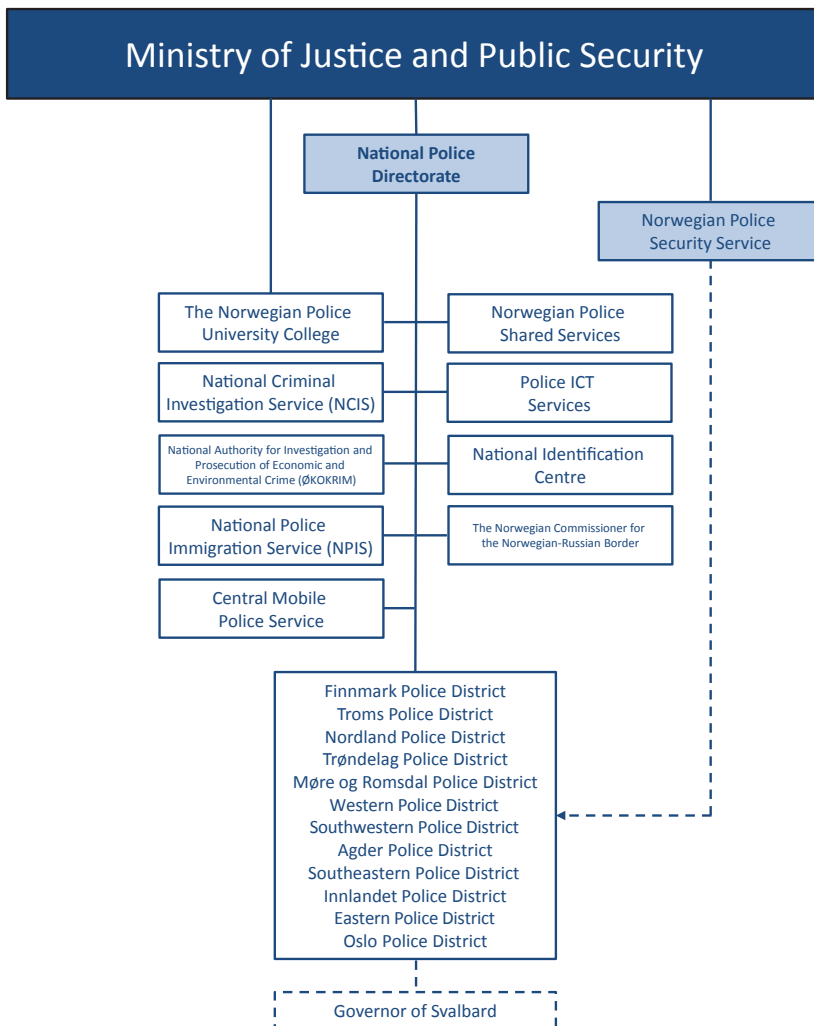 Ministry of Justice and Public Security
National Police
Directorate
Norwegian Police
Security Service
The Norwegian Police
University College
Norwegian Police
Shared Services
National Criminal
Investigation Service (NCIS)
Police ICT
Services
National Authority for Investigation and
Prosecution of Economic and
Environmental Crime (ØKOKRIM)
National Identification
Centre
National Police
Immigration Service (NPIS)
The Norwegian Commissioner for
the Norwegian-Russian Border
Central Mobile
Police Service
Finnmark Police District
Troms Police District
Nordland Police District
Trøndelag Police District
Møre og Romsdal Police District
Western Police District
Southwestern Police District
Agder Police District
Southeastern Police District
Innlandet Police District
Eastern Police District
Oslo Police District
Governor of Svalbard